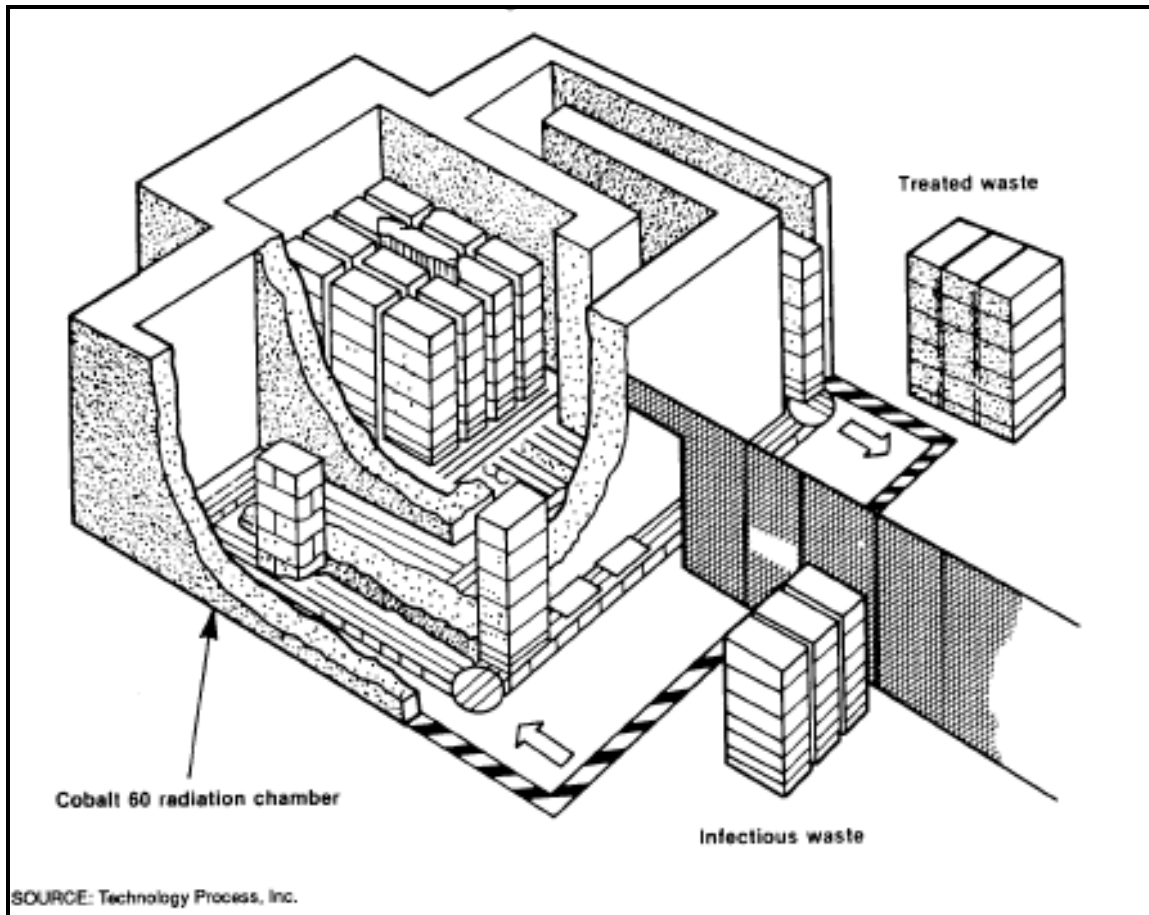 Treated waste
Cobalt 60 radiation chamber
Infectious waste
SOURCE: Technology Process, Inc.